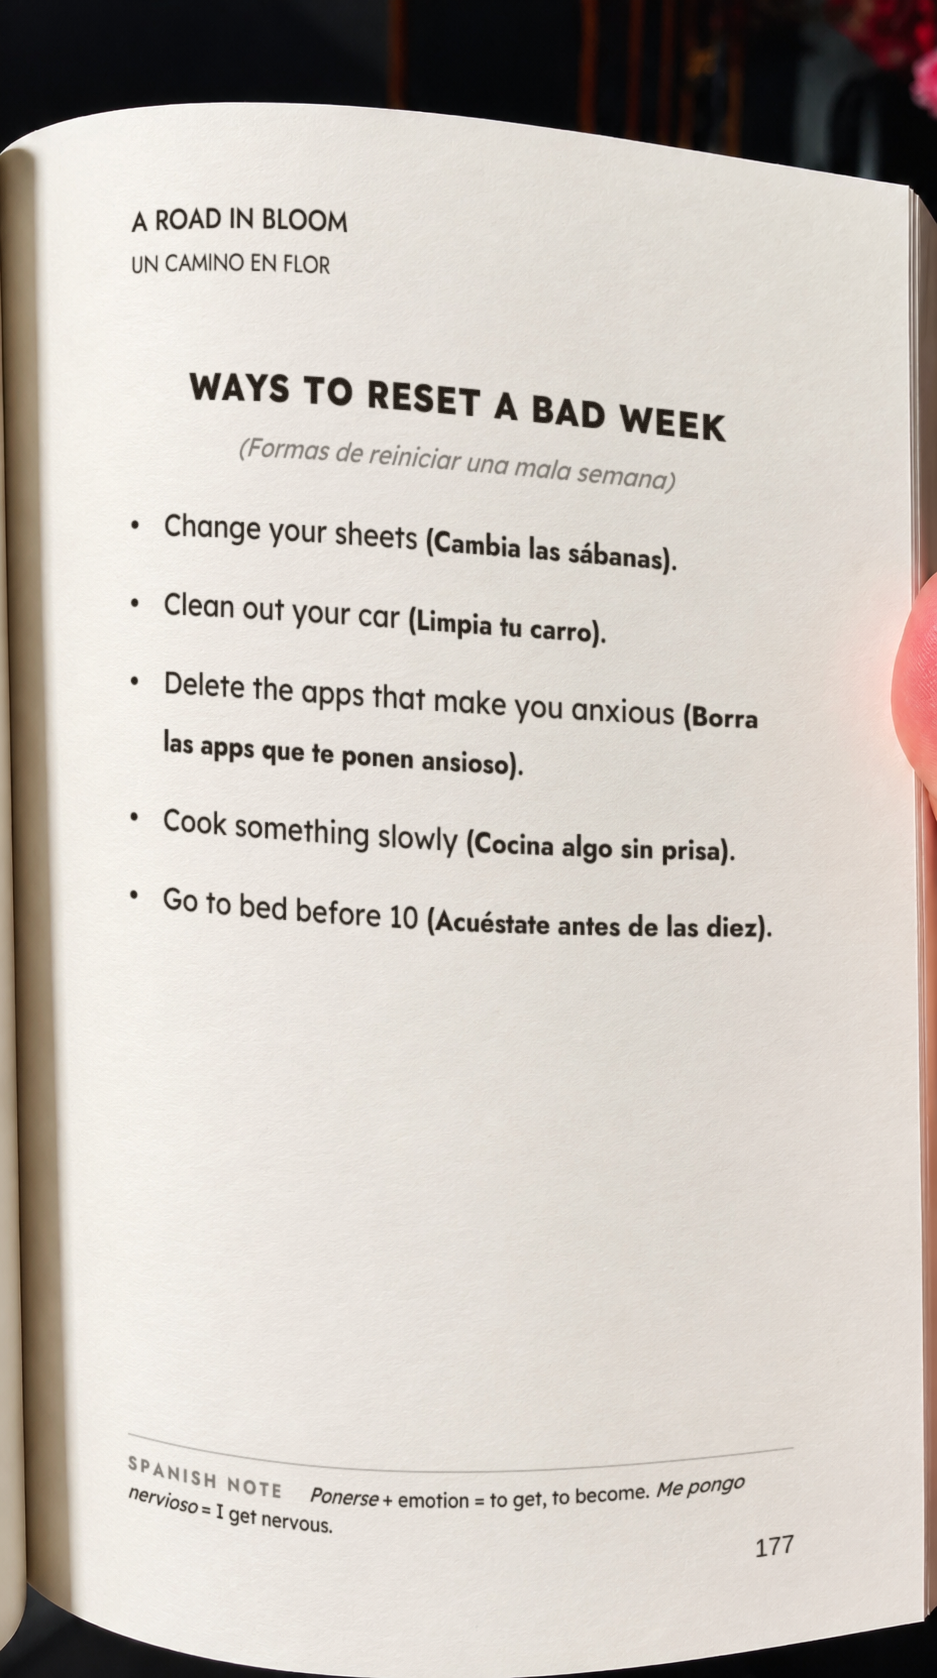 A ROAD IN BLOOM
UN CAMINO EN FLOR
WAYS TO RESET A BAD WEEK
(Formas de reiniciar una mala semana)
• Change your sheets (Cambia las sábanas).
• Clean out your car (Limpia tu carro).
• Delete the apps that make you anxious (Borra
las apps que te ponen ansioso).
• Cook something slowly (Cocina algo sin prisa).
• Go to bed before 10 (Acuéstate antes de las diez).
SPANISH NOTE Ponerse + emotion = to get, to become. Me pongo
nervioso = I get nervous.
177